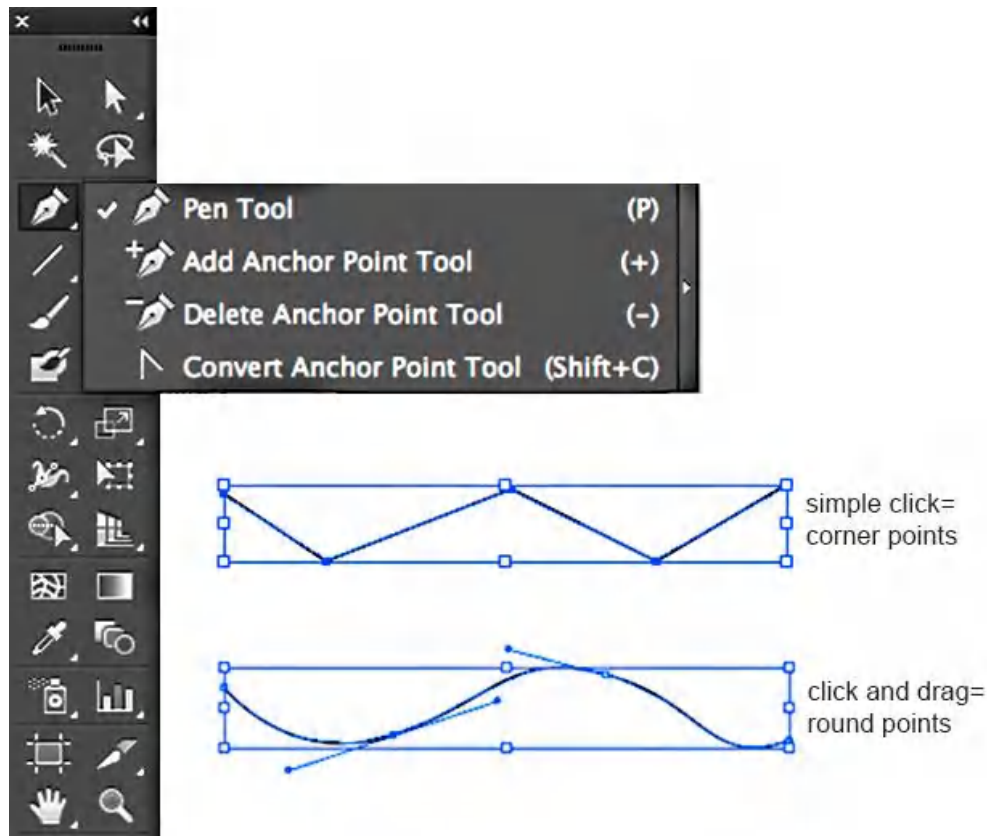 Pen Tool (P)
Add Anchor Point Tool (+)
Delete Anchor Point Tool (-)
Convert Anchor Point Tool (Shift+C)
simple click=
corner points
click and drag=
round points